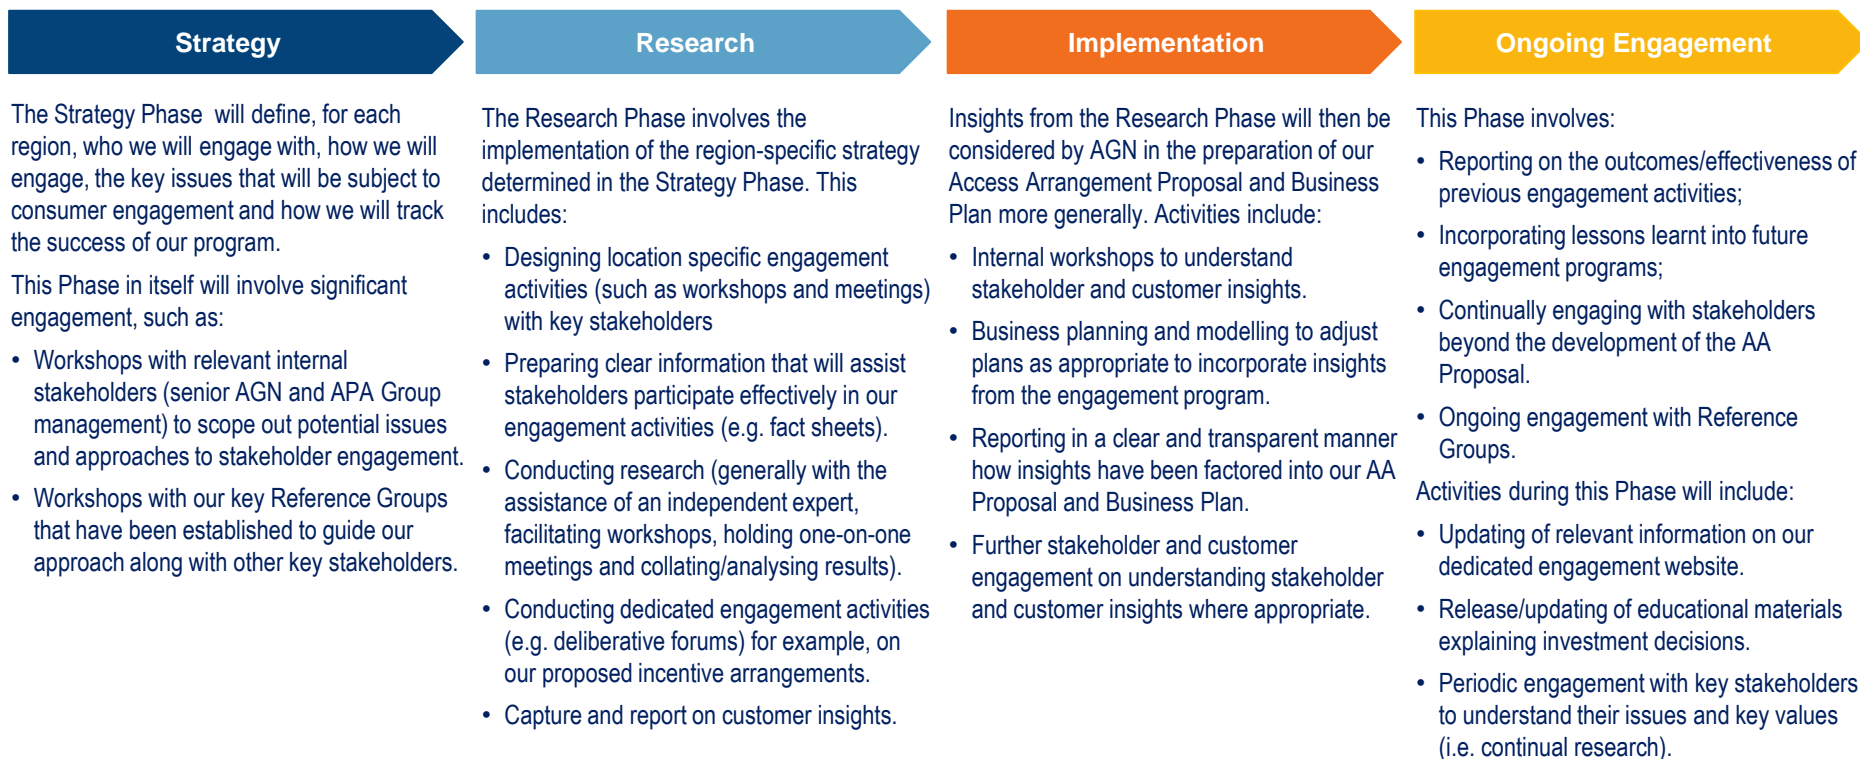 Strategy
The Strategy Phase will define, for each
region, who we will engage with, how we will
engage, the key issues that will be subject to
consumer engagement and how we will track
the success of our program.
This Phase in itself will involve significant
engagement, such as:
• Workshops with relevant internal
stakeholders (senior AGN and APA Group
management) to scope out potential issues
and approaches to stakeholder engagement.
• Workshops with our key Reference Groups
that have been established to guide our
approach along with other key stakeholders.
Research
The Research Phase involves the
implementation of the region-specific strategy
determined in the Strategy Phase. This
includes:
• Designing location specific engagement
activities (such as workshops and meetings)
with key stakeholders
• Preparing clear information that will assist
stakeholders participate effectively in our
engagement activities (e.g. fact sheets).
• Conducting research (generally with the
assistance of an independent expert,
facilitating workshops, holding one-on-one
meetings and collating/analysing results).
• Conducting dedicated engagement activities
(e.g. deliberative forums) for example, on
our proposed incentive arrangements.
• Capture and report on customer insights.
Implementation
Insights from the Research Phase will then be
considered by AGN in the preparation of our
Access Arrangement Proposal and Business
Plan more generally. Activities include:
• Internal workshops to understand
stakeholder and customer insights.
• Business planning and modelling to adjust
plans as appropriate to incorporate insights
from the engagement program.
• Reporting in a clear and transparent manner
how insights have been factored into our AA
Proposal and Business Plan.
• Further stakeholder and customer
engagement on understanding stakeholder
and customer insights where appropriate.
Ongoing Engagement
This Phase involves:
• Reporting on the outcomes/effectiveness of
previous engagement activities;
• Incorporating lessons learnt into future
engagement programs;
• Continually engaging with stakeholders
beyond the development of the AA
Proposal.
• Ongoing engagement with Reference
Groups.
Activities during this Phase will include:
• Updating of relevant information on our
dedicated engagement website.
• Release/updating of educational materials
explaining investment decisions.
• Periodic engagement with key stakeholders
to understand their issues and key values
(i.e. continual research).